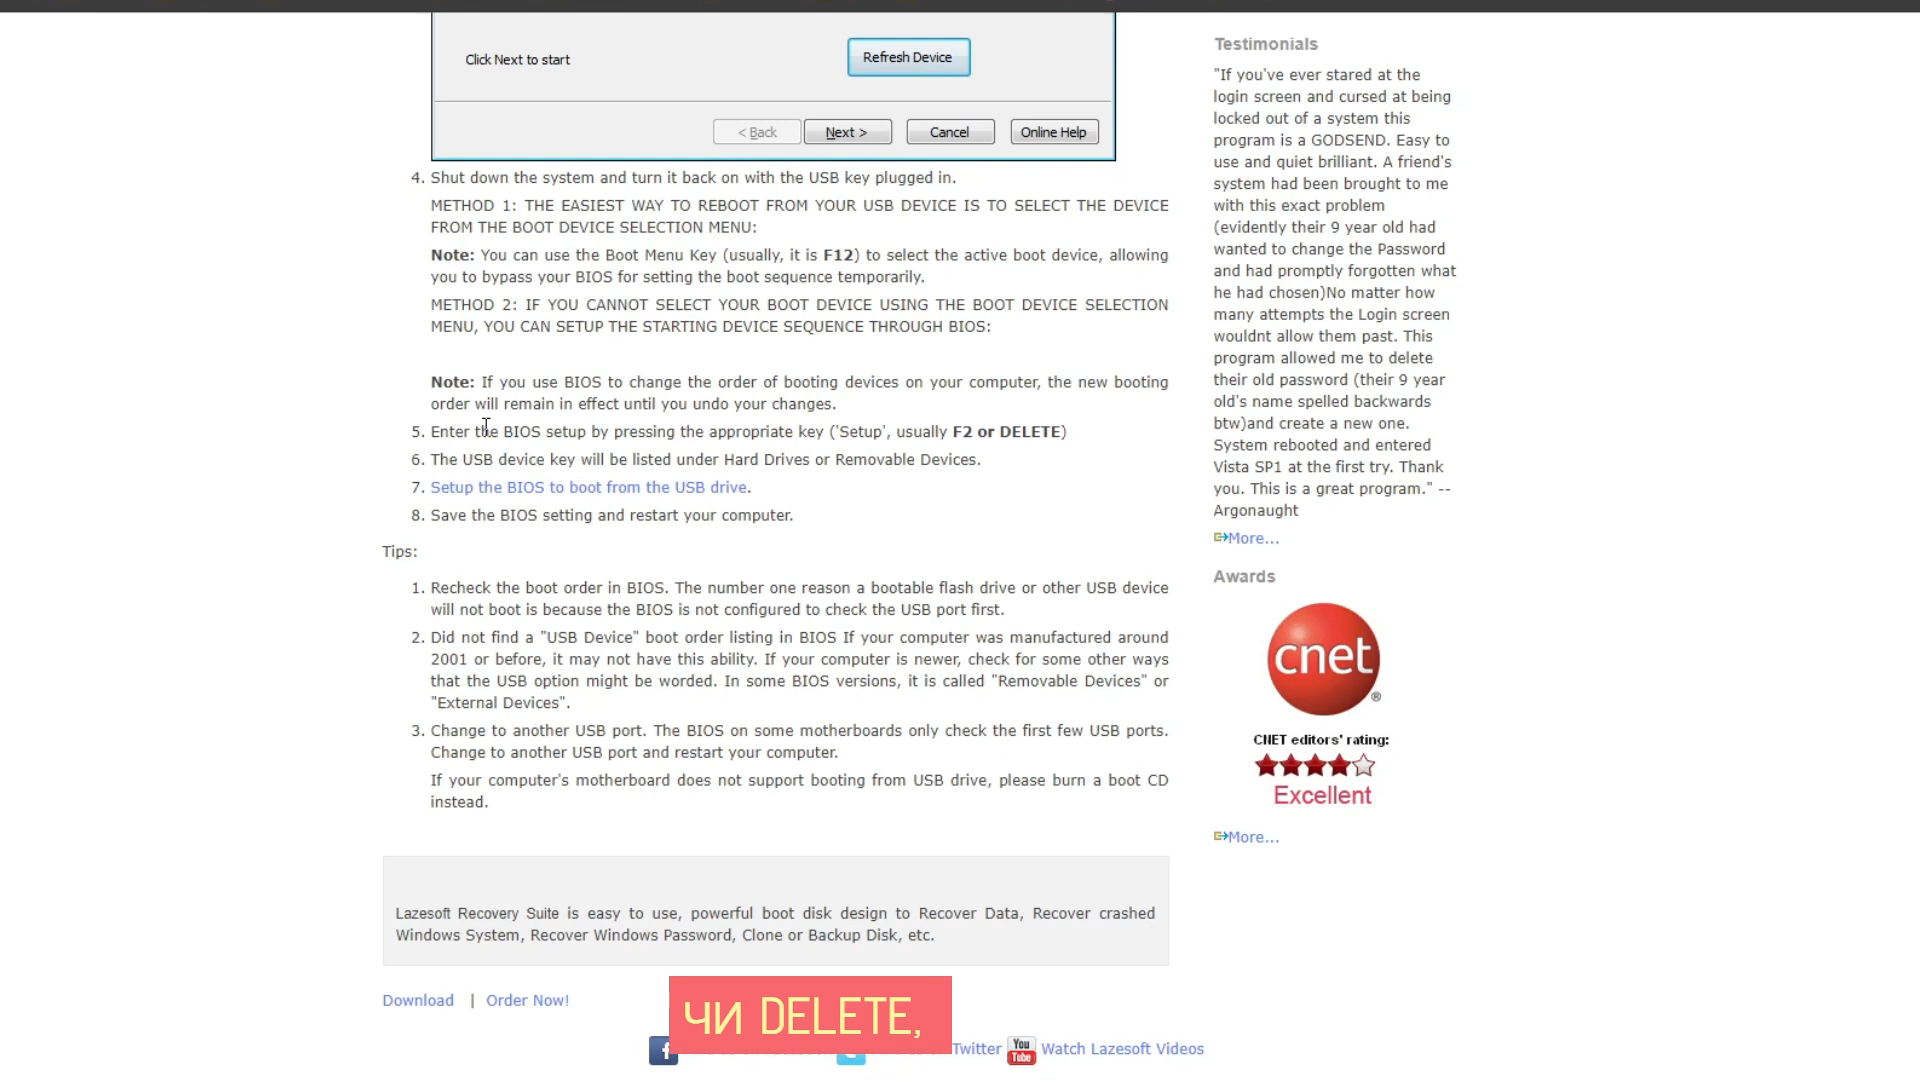 Click Next to start
Refresh Device
< Back
Next >
Cancel
Online Help
4. Shut down the system and turn it back on with the USB key plugged in.
METHOD 1: THE EASIEST WAY TO REBOOT FROM YOUR USB DEVICE IS TO SELECT THE DEVICE
FROM THE BOOT DEVICE SELECTION MENU:
Note: You can use the Boot Menu Key (usually, it is F12) to select the active boot device, allowing
you to bypass your BIOS for setting the boot sequence temporarily.
METHOD 2: IF YOU CANNOT SELECT YOUR BOOT DEVICE USING THE BOOT DEVICE SELECTION
MENU, YOU CAN SETUP THE STARTING DEVICE SEQUENCE THROUGH BIOS:
Note: If you use BIOS to change the order of booting devices on your computer, the new booting
order will remain in effect until you undo your changes.
5. Enter the BIOS setup by pressing the appropriate key ('Setup', usually F2 or DELETE)
6. The USB device key will be listed under Hard Drives or Removable Devices.
7. Setup the BIOS to boot from the USB drive.
8. Save the BIOS setting and restart your computer.
Tips:
1. Recheck the boot order in BIOS. The number one reason a bootable flash drive or other USB device
will not boot is because the BIOS is not configured to check the USB port first.
2. Did not find a "USB Device" boot order listing in BIOS If your computer was manufactured around
2001 or before, it may not have this ability. If your computer is newer, check for some other ways
that the USB option might be worded. In some BIOS versions, it is called "Removable Devices" or
"External Devices".
3. Change to another USB port. The BIOS on some motherboards only check the first few USB ports.
Change to another USB port and restart your computer.
If your computer's motherboard does not support booting from USB drive, please burn a boot CD
instead.
Lazesoft Recovery Suite is easy to use, powerful boot disk design to Recover Data, Recover crashed
Windows System, Recover Windows Password, Clone or Backup Disk, etc.
Download | Order Now!
ЧИ DELETE,
Twitter
You
Tube
Watch Lazesoft Videos
Testimonials
"If you've ever stared at the
login screen and cursed at being
locked out of a system this
program is a GODSEND. Easy to
use and quiet brilliant. A friend's
system had been brought to me
with this exact problem
(evidently their 9 year old had
wanted to change the Password
and had promptly forgotten what
he had chosen)No matter how
many attempts the Login screen
wouldnt allow them past. This
program allowed me to delete
their old password (their 9 year
old's name spelled backwards
btw)and create a new one.
System rebooted and entered
Vista SP1 at the first try. Thank
you. This is a great program." --
Argonaught
More...
Awards
cnet
®
CNET editors' rating:
Excellent
More...